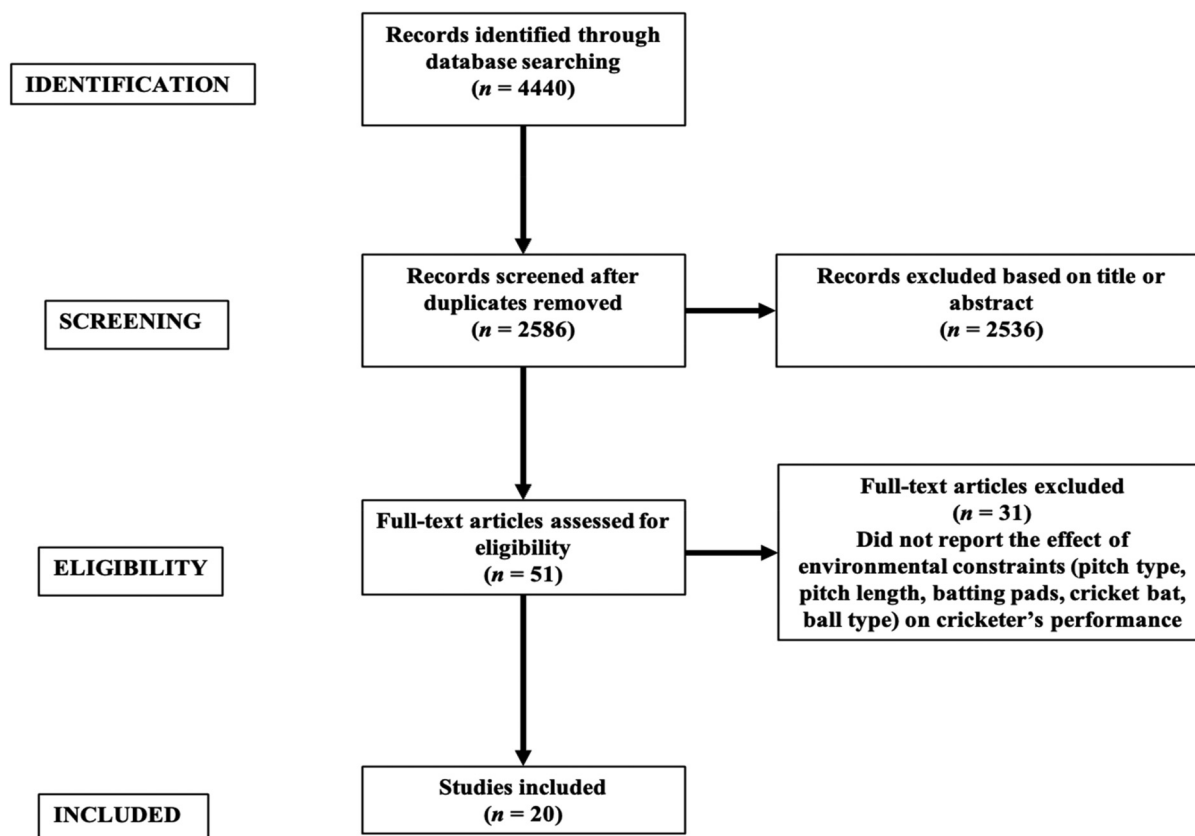 IDENTIFICATION
Records identified through
database searching
(n = 4440)
SCREENING
Records screened after
duplicates removed
(n = 2586)
Records excluded based on title or
abstract
(n = 2536)
ELIGIBILITY
Full-text articles assessed for
eligibility
(n = 51)
Full-text articles excluded
(n = 31)
Did not report the effect of
environmental constraints (pitch type,
pitch length, batting pads, cricket bat,
ball type) on cricketer’s performance
INCLUDED
Studies included
(n = 20)